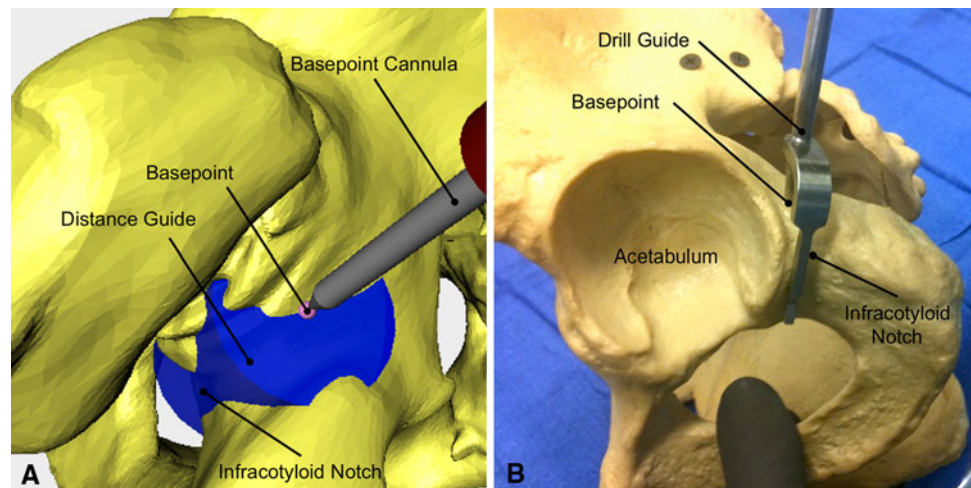 Basepoint Cannula
Basepoint
Distance Guide
Infracotyloid Notch
A
Drill Guide
Basepoint
Acetabulum
Infracotyloid
Notch
B